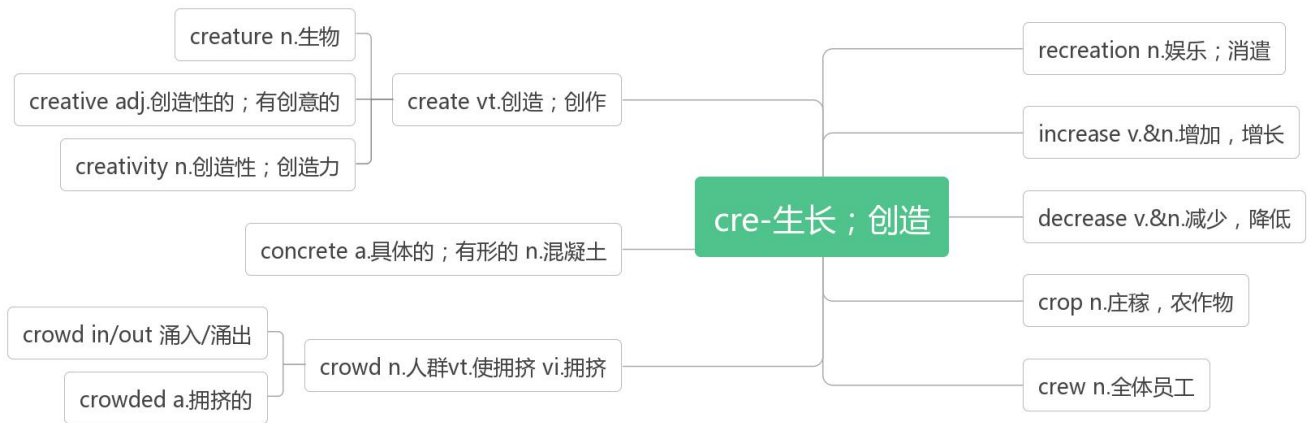 creature n.生物
creative adj.创造性的；有创意的
creativity n.创造性；创造力
create vt.创造；创作
concrete a.具体的；有形的 n.混凝土
crowd in/out 涌入/涌出
crowded a.拥挤的
crowd n.人群vt.使拥挤 vi.拥挤
cre-生长；创造
recreation n.娱乐；消遣
increase v.&n.增加，增长
decrease v.&n.减少，降低
crop n.庄稼，农作物
crew n.全体员工